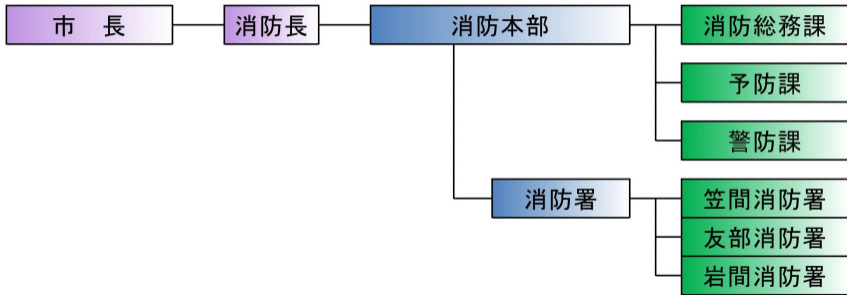 市　長
消防長
消防本部
消防総務課
予防課
警防課
消防署
笠間消防署
友部消防署
岩間消防署